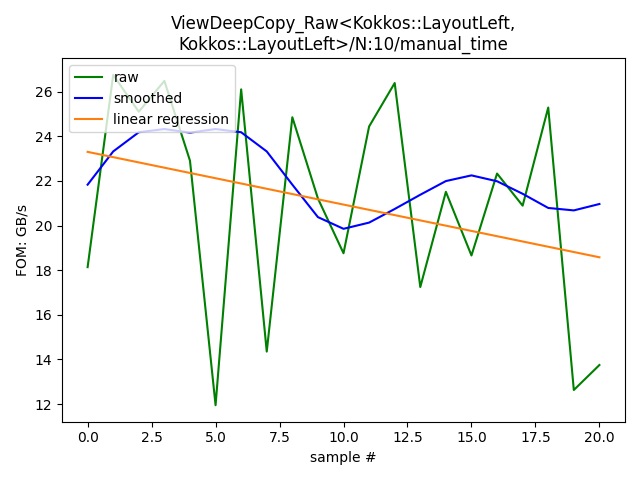 ViewDeepCopy_Raw<Kokkos::LayoutLeft,
Kokkos::LayoutLeft>/N:10/manual_time
raw
smoothed
linear regression
FOM: GB/s
26
24
22
20
18
16
14
12
0.0 2.5 5.0 7.5 10.0 12.5 15.0 17.5 20.0
sample #